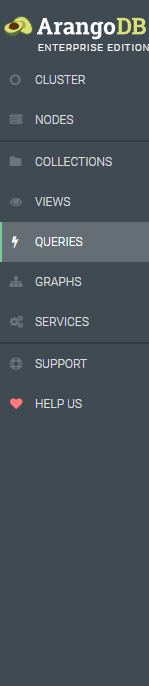 ArangoDB
ENTERPRISE EDITION
CLUSTER
NODES
COLLECTIONS
VIEWS
QUERIES
GRAPHS
SERVICES
SUPPORT
HELP US